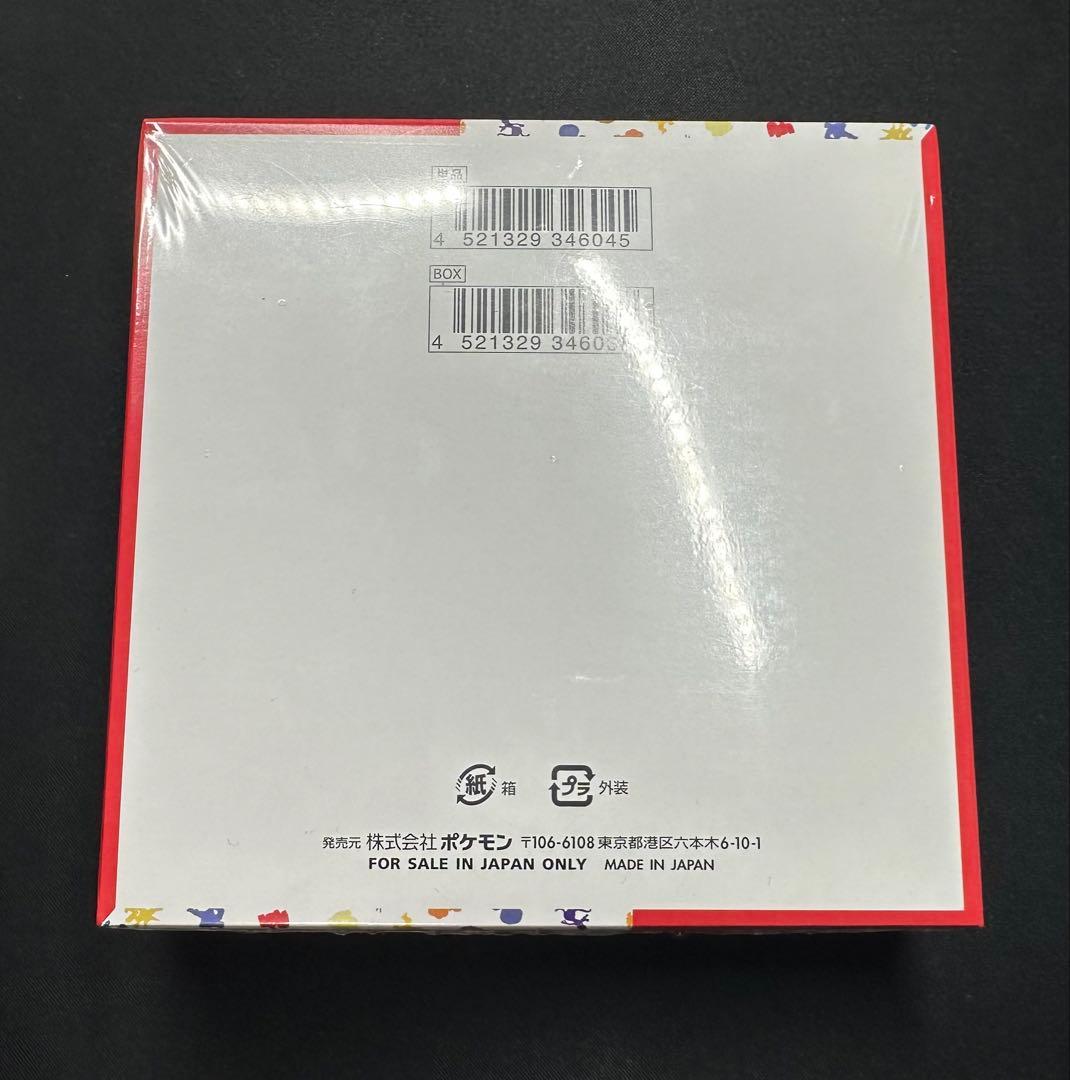 単品
4 521329 346045
BOX
4 521329 3460
紙 箱
プラ 外装
発売元 株式会社ポケモン 〒106-6108 東京都港区六本木6-10-1
FOR SALE IN JAPAN ONLY MADE IN JAPAN